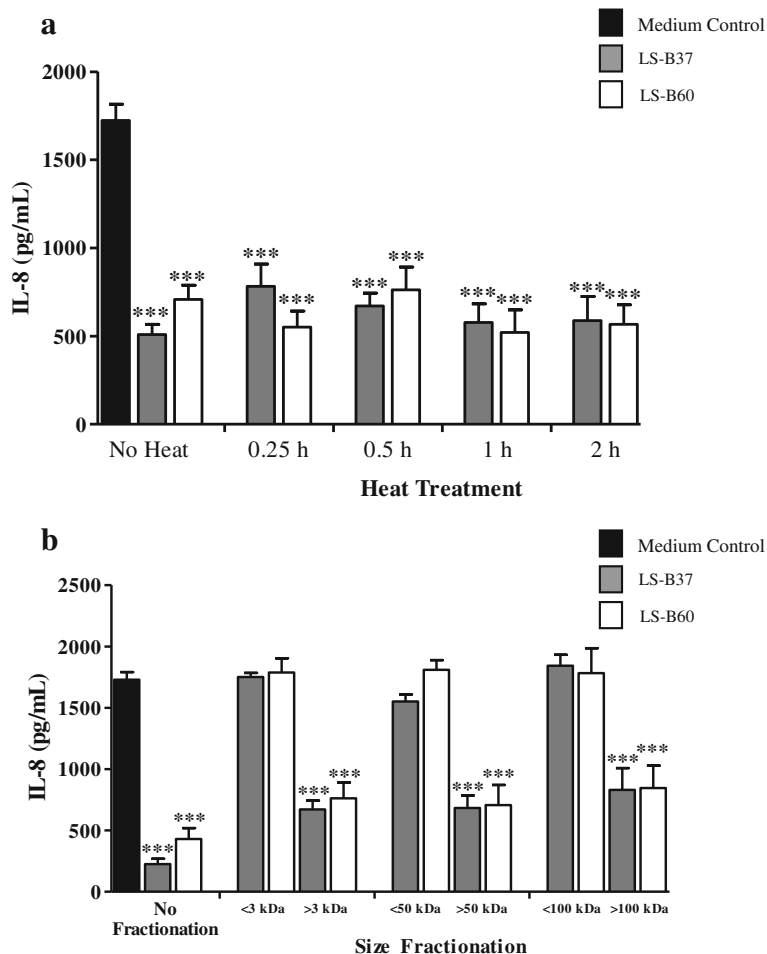 a
Medium Control
LS-B37
LS-B60
2000
1500
1000
500
0
IL-8 (pg/mL)
*** ***
*** ***
*** ***
*** ***
*** ***
No Heat 0.25 h 0.5 h 1 h 2 h
Heat Treatment
b
Medium Control
LS-B37
LS-B60
2500
2000
1500
1000
500
0
IL-8 (pg/mL)
*** ***
*** ***
*** ***
*** ***
No Fractionation <3 kDa >3 kDa <50 kDa >50 kDa <100 kDa >100 kDa
Size Fractionation